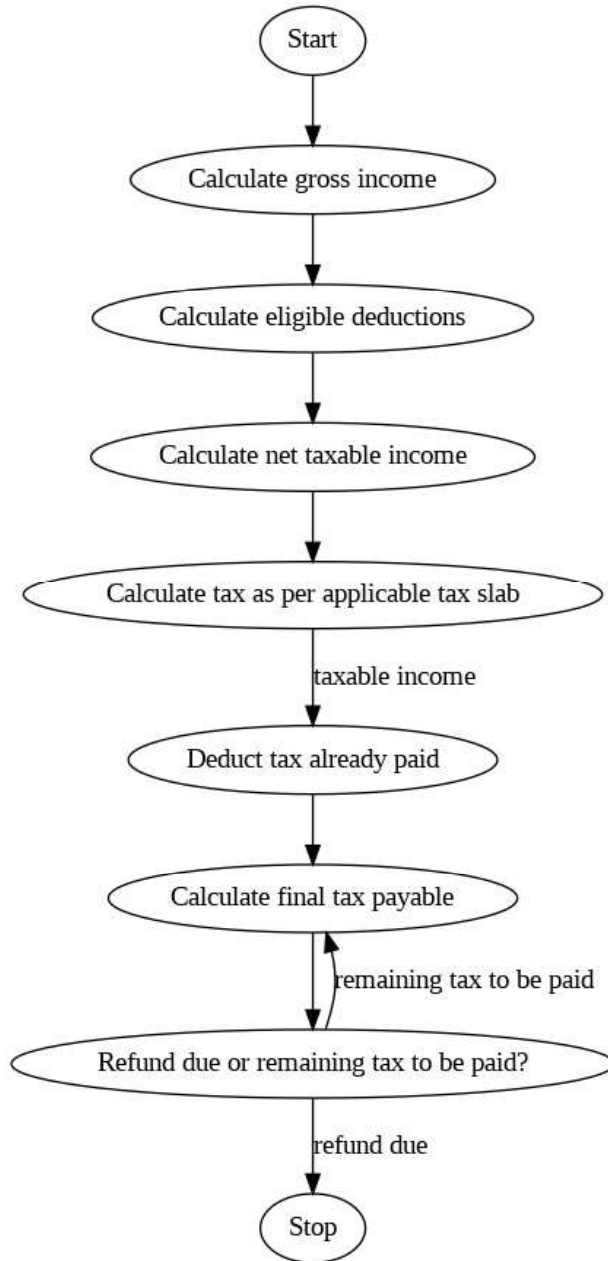 Start
Calculate gross income
Calculate eligible deductions
Calculate net taxable income
Calculate tax as per applicable tax slab
taxable income
Deduct tax already paid
Calculate final tax payable
remaining tax to be paid
Refund due or remaining tax to be paid?
refund due
Stop